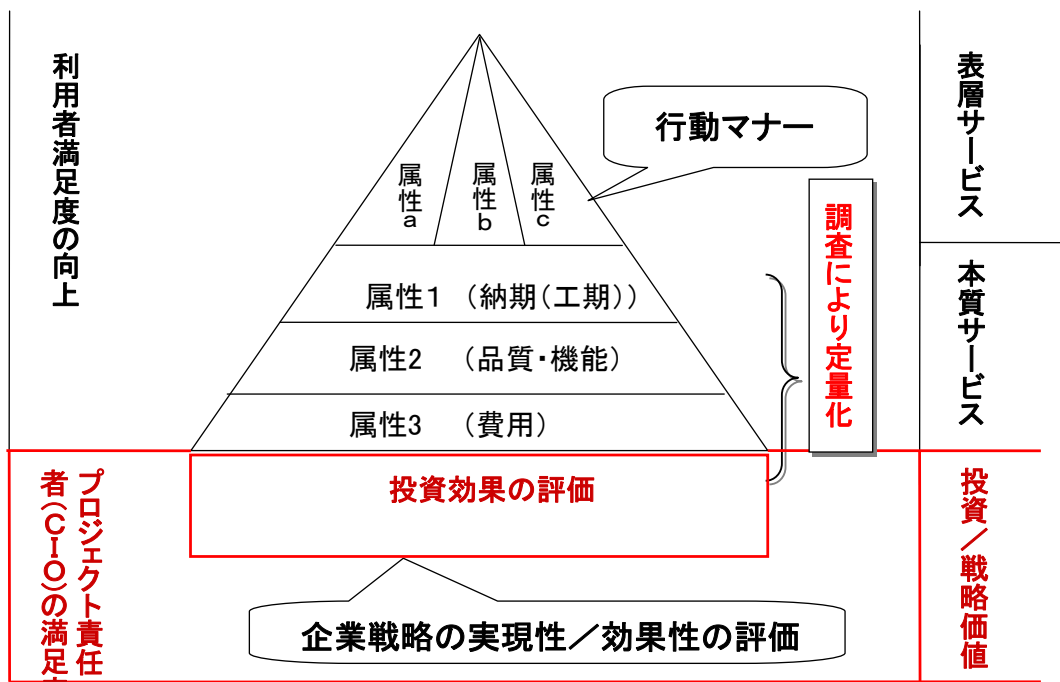 利用者満足度の向上
表層サービス
行動マナー
属性a
属性b
属性c
調査により定量化
本質サービス
属性1 (納期(工期))
属性2 (品質・機能)
属性3 (費用)
プロジェクト責任
者(CIO)の満足
投資効果の評価
投資／戦略価値
企業戦略の実現性／効果性の評価